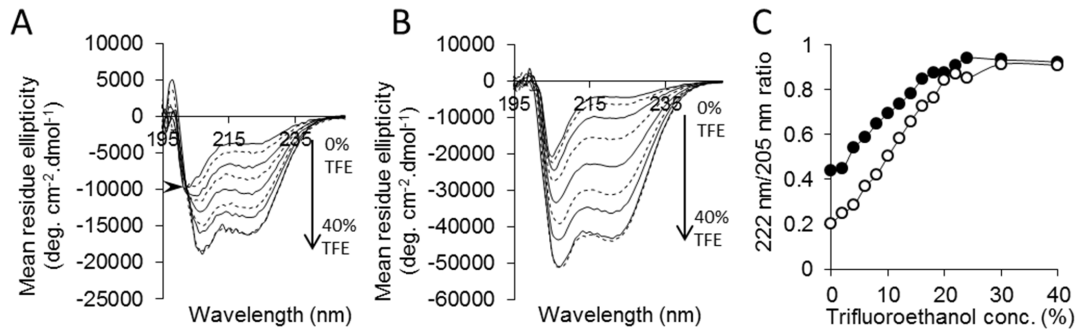 A
Mean residue ellipticity
(deg. cm⁻².dmol⁻¹)
10000
5000
0
-5000
-10000
-15000
-20000
-25000
195
215
235
0%
TFE
40%
TFE
Wavelength (nm)
B
Mean residue ellipticity
(deg. cm⁻².dmol⁻¹)
10000
0
-10000
-20000
-30000
-40000
-50000
-60000
195
215
235
0%
TFE
40%
TFE
Wavelength (nm)
C
222 nm/205 nm ratio
1
0.8
0.6
0.4
0.2
0
0
10
20
30
40
Trifluoroethanol conc. (%)